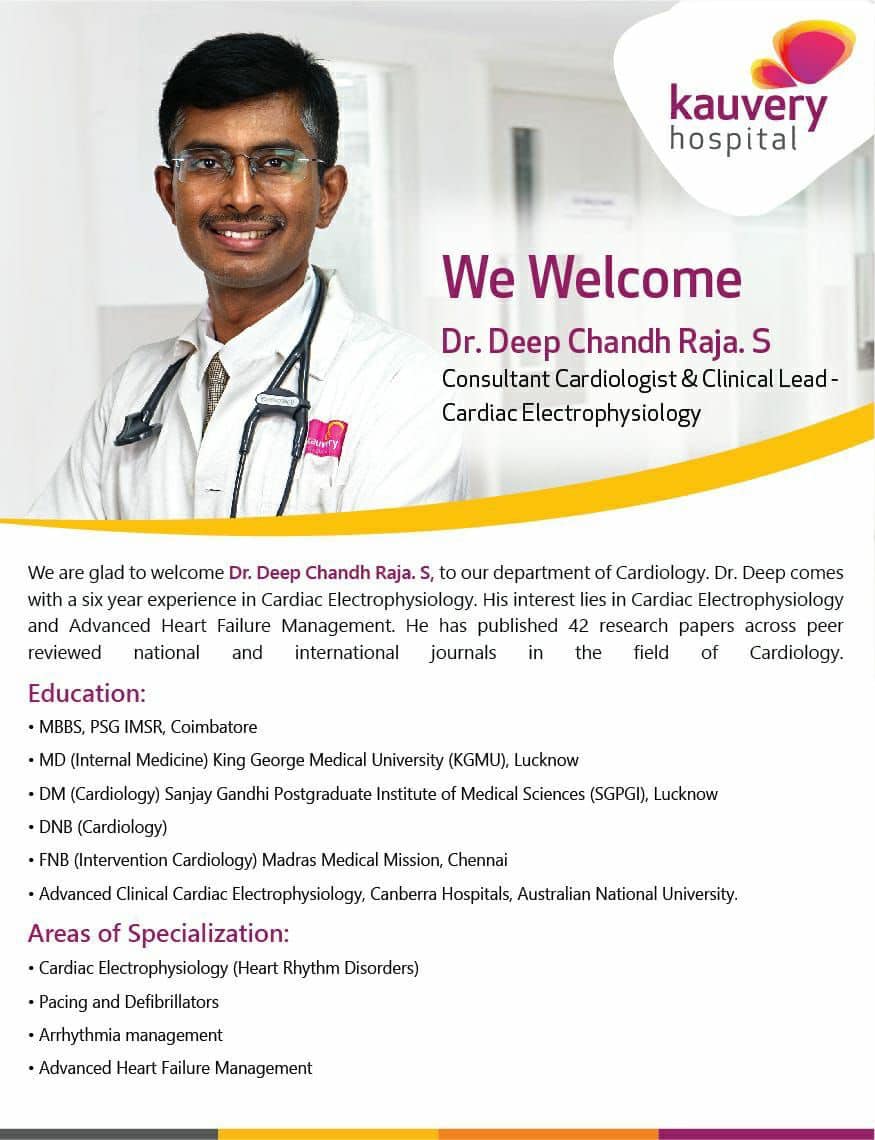 kauvery
hospital
We Welcome
Dr. Deep Chandh Raja. S
Consultant Cardiologist & Clinical Lead -
Cardiac Electrophysiology
kauvery
We are glad to welcome Dr. Deep Chandh Raja. S, to our department of Cardiology. Dr. Deep comes
with a six year experience in Cardiac Electrophysiology. His interest lies in Cardiac Electrophysiology
and Advanced Heart Failure Management. He has published 42 research papers across peer
reviewed national and international journals in the field of Cardiology.
Education:
• MBBS, PSG IMSR, Coimbatore
• MD (Internal Medicine) King George Medical University (KGMU), Lucknow
• DM (Cardiology) Sanjay Gandhi Postgraduate Institute of Medical Sciences (SGPGI), Lucknow
• DNB (Cardiology)
• FNB (Intervention Cardiology) Madras Medical Mission, Chennai
• Advanced Clinical Cardiac Electrophysiology, Canberra Hospitals, Australian National University.
Areas of Specialization:
• Cardiac Electrophysiology (Heart Rhythm Disorders)
• Pacing and Defibrillators
• Arrhythmia management
• Advanced Heart Failure Management